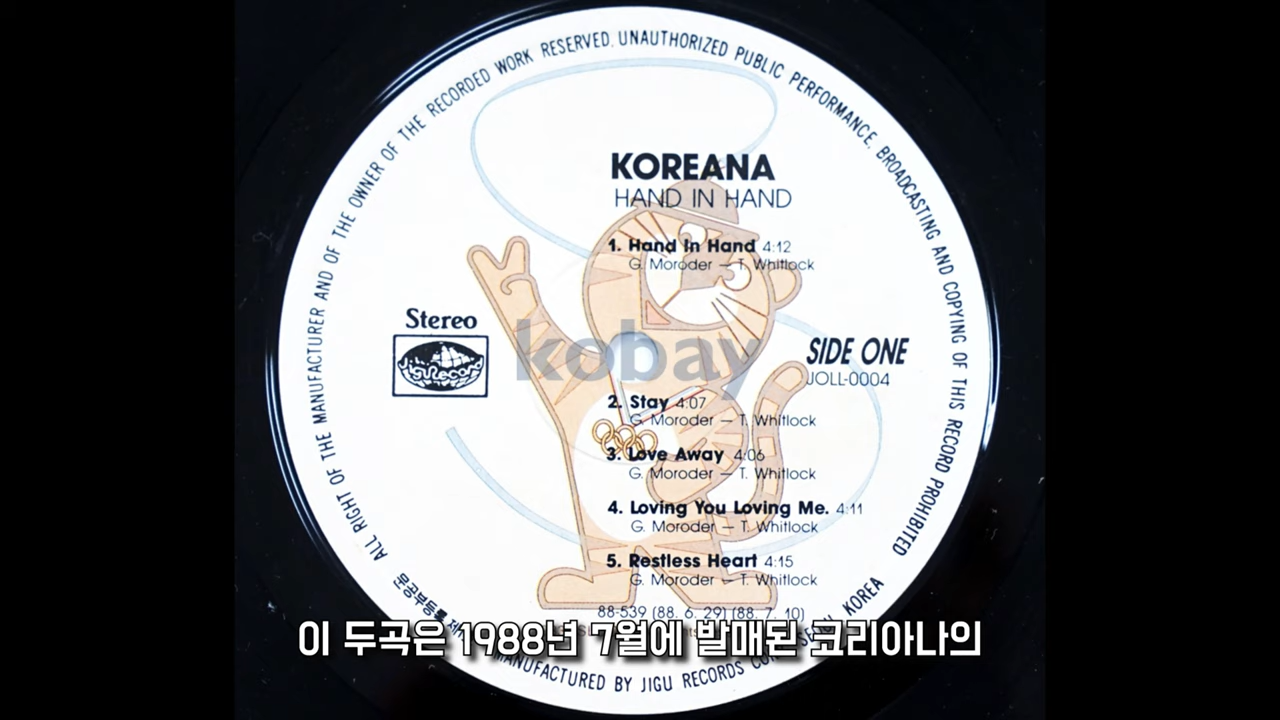 ALL RIGHT OF THE MANUFACTURER AND OF THE OWNER OF THE RECORDED WORK RESERVED. UNAUTHORIZED PUBLIC PERFORMANCE, BROADCASTING AND COPYING OF THIS RECORD PROHIBITED
KOREANA
HAND IN HAND
1. Hand In Hand 4:12
G. Moroder — T. Whitlock
Stereo
JiguRecord
kobay
SIDE ONE
JOLL-0004
2. Stay 4:07
G. Moroder — T. Whitlock
3. Love Away 4:06
G. Moroder — T. Whitlock
4. Loving You Loving Me. 4:11
G. Moroder — T. Whitlock
5. Restless Heart 4:15
G. Moroder — T. Whitlock
88-539 (88. 6. 29) (88. 7. 10)
이 두곡은 1988년 7월에 발매된 코리아나의
MANUFACTURED BY JIGU RECORDS KOREA